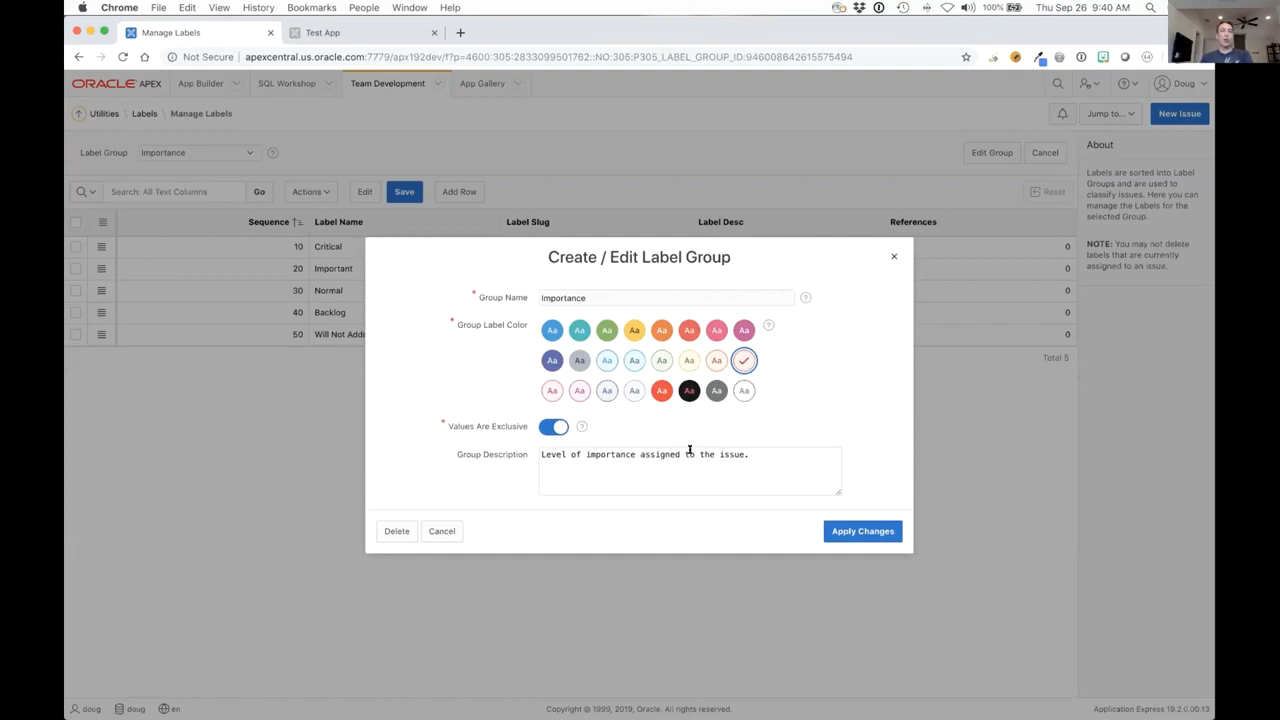 Chrome File Edit View History Bookmarks People Window Help 100% Thu Sep 26 9:40 AM
Manage Labels × Test App × +
Not Secure apexcentral.us.oracle.com:7779/apx192dev/f?p=4600:305:2833099501762::NO:305:P305_LABEL_GROUP_ID:946008642615575494
ORACLE APEX App Builder SQL Workshop Team Development App Gallery Doug
Utilities \ Labels \ Manage Labels Jump to... New Issue
Label Group Importance Edit Group Cancel
Search: All Text Columns Go Actions Edit Save Add Row Reset
Sequence Label Name Label Slug Label Desc References
10 Critical 0
20 Important 0
30 Normal 0
40 Backlog 0
50 Will Not Addr 0
Total 5
About
Labels are sorted into Label
Groups and are used to
classify issues. Here you can
manage the Labels for the
selected Group.
NOTE: You may not delete
labels that are currently
assigned to an issue.
Create / Edit Label Group
* Group Name Importance
* Group Label Color Aa Aa Aa Aa Aa Aa Aa Aa
Aa Aa Aa Aa Aa Aa Aa
Aa Aa Aa Aa Aa Aa Aa Aa
* Values Are Exclusive
Group Description Level of importance assigned to the issue.
Delete Cancel Apply Changes
doug doug en Copyright © 1999, 2019, Oracle. All rights reserved. Application Express 19.2.0.00.13